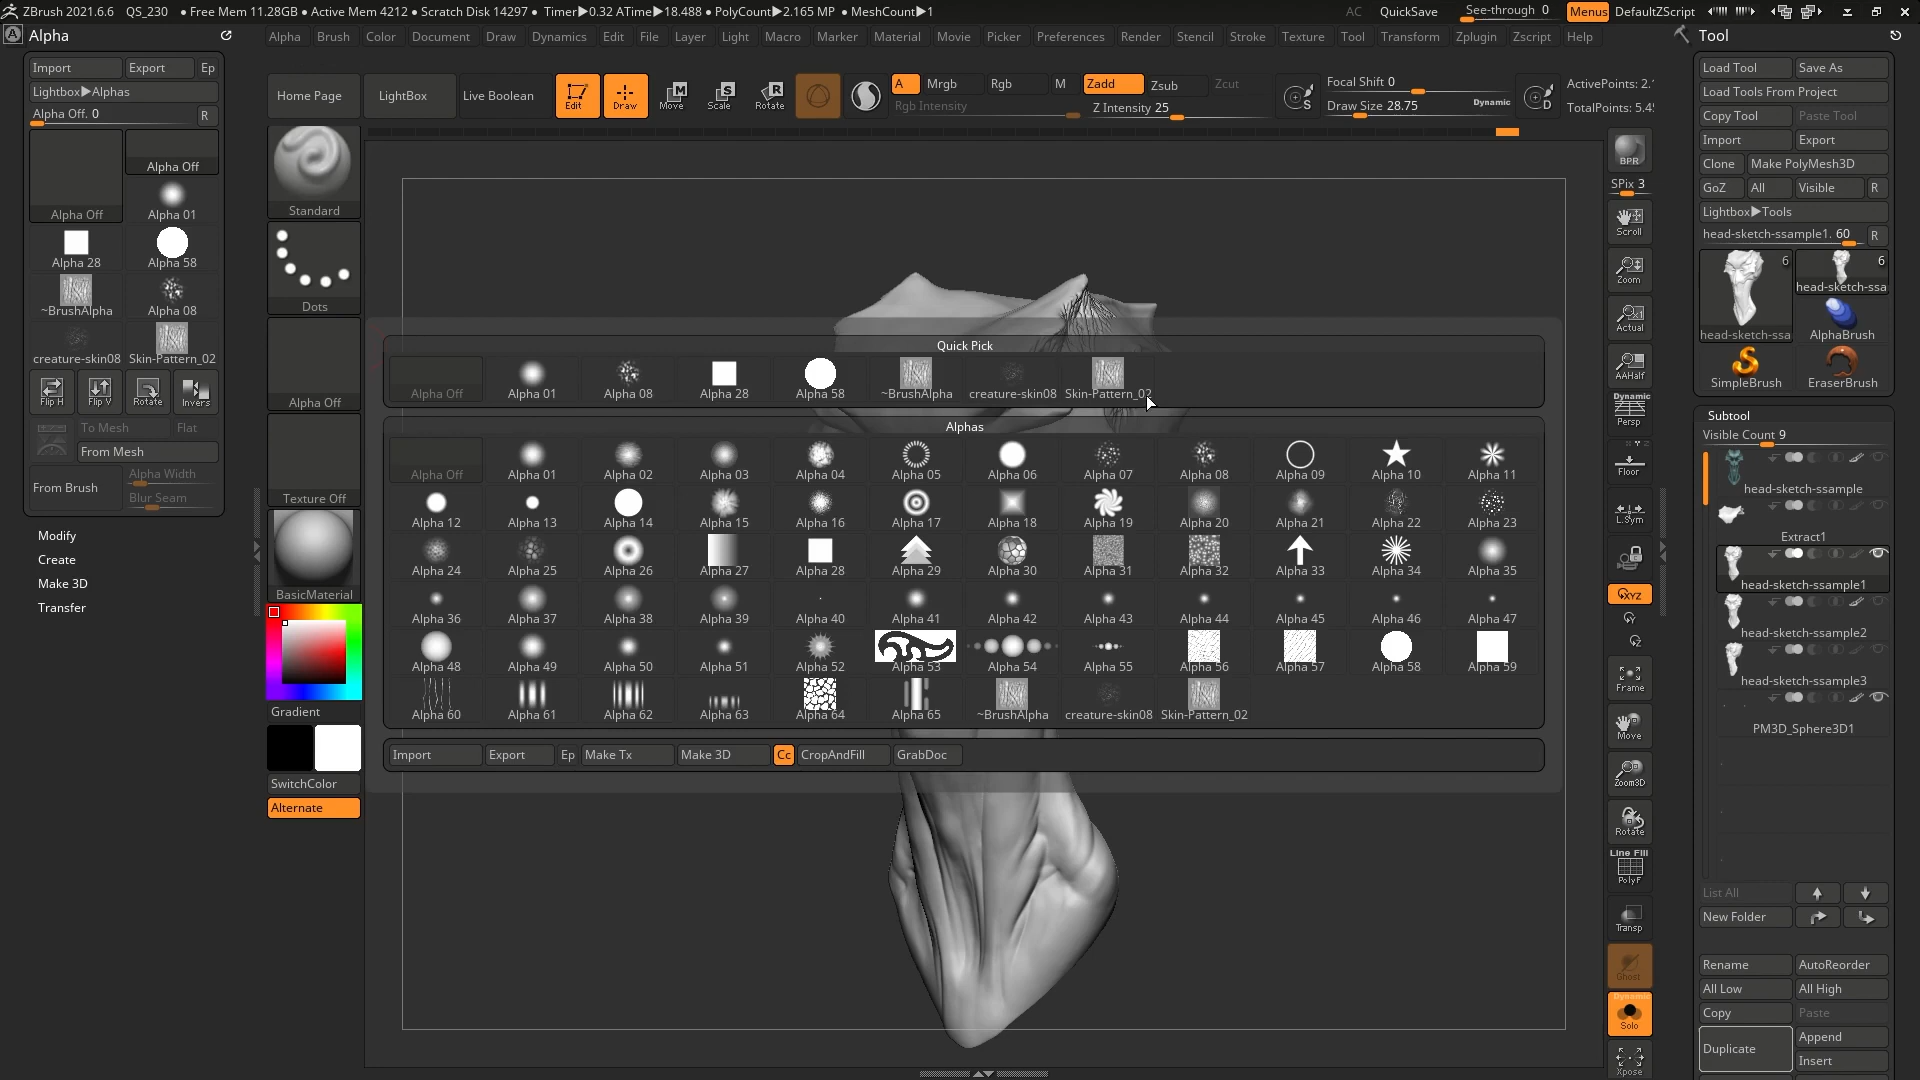 ZBrush 2021.6.6 QS_230 ● Free Mem 11.28GB ● Active Mem 4212 ● Scratch Disk 14297 ● Timer▶0.32 ATime▶18.488 ● PolyCount▶2.165 MP ● MeshCount▶1 AC QuickSave See-through 0 Menus DefaultZScript
Alpha
Alpha Brush Color Document Draw Dynamics Edit File Layer Light Macro Marker Material Movie Picker Preferences Render Stencil Stroke Texture Tool Transform Zplugin Zscript Help
Tool
Import Export Ep
Lightbox▶Alphas
Alpha Off. 0 R
Alpha Off
Alpha Off
Alpha 01
Alpha 28
Alpha 58
~BrushAlpha
Alpha 08
creature-skin08
Skin-Pattern_02
Flip H Flip V Rotate Invers
To Mesh Flat
From Mesh
From Brush
Alpha Width
Blur Seam
Modify
Create
Make 3D
Transfer
Home Page LightBox Live Boolean Edit Draw Move Scale Rotate
A Mrgb Rgb M Zadd Zsub Zcut
Rgb Intensity Z Intensity 25
S
Focal Shift 0
Draw Size 28.75 Dynamic
D
ActivePoints: 2.
TotalPoints: 5.4
Standard
Dots
Alpha Off
Texture Off
BasicMaterial
Gradient
SwitchColor
Alternate
Quick Pick
Alpha Off Alpha 01 Alpha 08 Alpha 28 Alpha 58 ~BrushAlpha creature-skin08 Skin-Pattern_02
Alphas
Alpha Off Alpha 01 Alpha 02 Alpha 03 Alpha 04 Alpha 05 Alpha 06 Alpha 07 Alpha 08 Alpha 09 Alpha 10 Alpha 11
Alpha 12 Alpha 13 Alpha 14 Alpha 15 Alpha 16 Alpha 17 Alpha 18 Alpha 19 Alpha 20 Alpha 21 Alpha 22 Alpha 23
Alpha 24 Alpha 25 Alpha 26 Alpha 27 Alpha 28 Alpha 29 Alpha 30 Alpha 31 Alpha 32 Alpha 33 Alpha 34 Alpha 35
Alpha 36 Alpha 37 Alpha 38 Alpha 39 Alpha 40 Alpha 41 Alpha 42 Alpha 43 Alpha 44 Alpha 45 Alpha 46 Alpha 47
Alpha 48 Alpha 49 Alpha 50 Alpha 51 Alpha 52 Alpha 53 Alpha 54 Alpha 55 Alpha 56 Alpha 57 Alpha 58 Alpha 59
Alpha 60 Alpha 61 Alpha 62 Alpha 63 Alpha 64 Alpha 65 ~BrushAlpha creature-skin08 Skin-Pattern_02
Import Export Ep Make Tx Make 3D Cc CropAndFill GrabDoc
BPR
SPix 3
Scroll
Zoom
Actual
AAHalf
Dynamic
Persp
Floor
L.Sym
XYZ
Frame
Move
Zoom3D
Rotate
Line Fill
PolyF
Transp
Ghost
Dynamic
Solo
Xpose
Load Tool Save As
Load Tools From Project
Copy Tool Paste Tool
Import Export
Clone Make PolyMesh3D
GoZ All Visible R
Lightbox▶Tools
head-sketch-ssample1. 60 R
6
head-sketch-ssa
6
head-sketch-ssa
AlphaBrush
SimpleBrush
EraserBrush
Subtool
Visible Count 9
head-sketch-ssample
Extract1
head-sketch-ssample1
head-sketch-ssample2
head-sketch-ssample3
PM3D_Sphere3D1
List All
New Folder
Rename AutoReorder
All Low All High
Copy Paste
Duplicate
Append
Insert